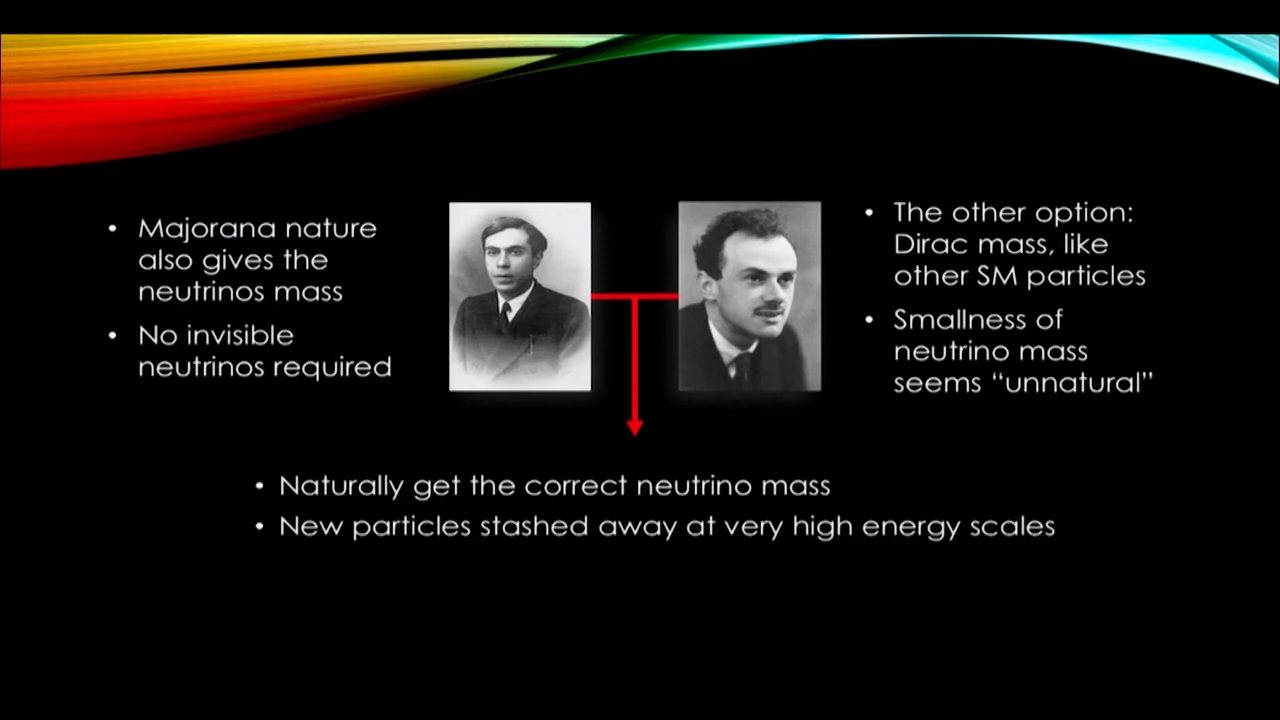 • Majorana nature
also gives the
neutrinos mass
• No invisible
neutrinos required
• The other option:
Dirac mass, like
other SM particles
• Smallness of
neutrino mass
seems “unnatural”
• Naturally get the correct neutrino mass
• New particles stashed away at very high energy scales